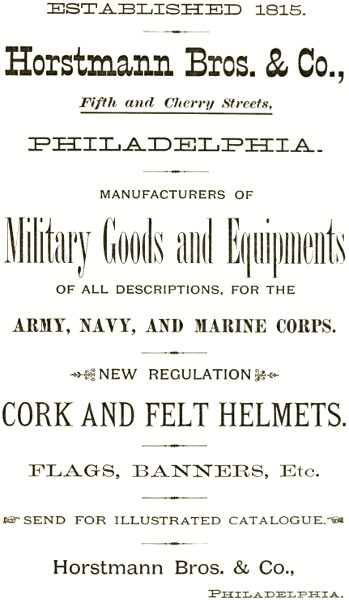 ESTABLISHED 1815.
Horstmann Bros. & Co.,
Fifth and Cherry Streets,
PHILADELPHIA.
MANUFACTURERS OF
Military Goods and Equipments
OF ALL DESCRIPTIONS, FOR THE
ARMY, NAVY, AND MARINE CORPS.
NEW REGULATION
CORK AND FELT HELMETS.
FLAGS, BANNERS, Etc.
☞ SEND FOR ILLUSTRATED CATALOGUE. ☜
Horstmann Bros. & Co.,
PHILADELPHIA.